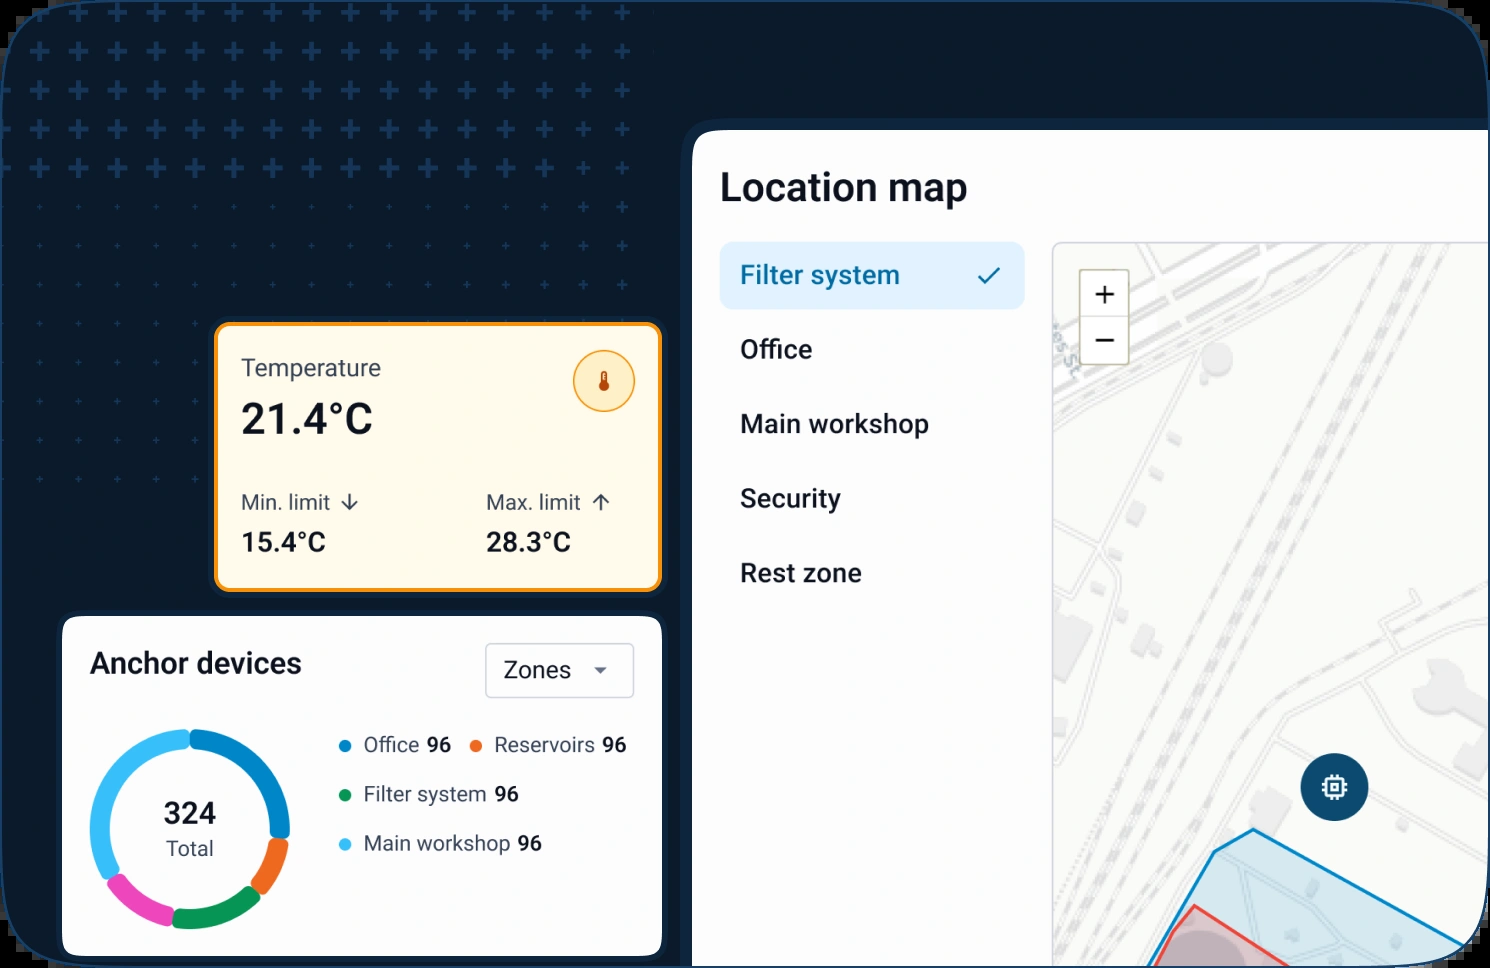 Location map
Filter system
Office
Main workshop
Security
Rest zone
Temperature
21.4°C
Min. limit ↓
15.4°C
Max. limit ↑
28.3°C
Anchor devices
Zones
324
Total
Office 96
Reservoirs 96
Filter system 96
Main workshop 96
+
−